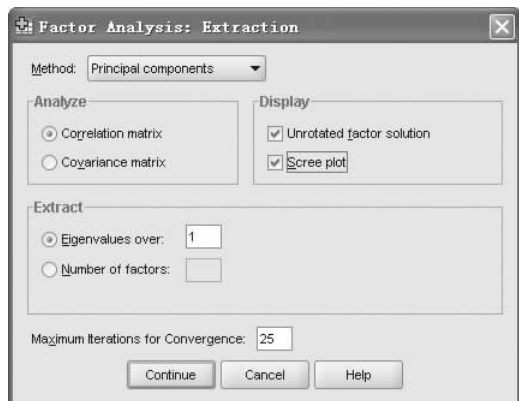 Factor Analysis: Extraction
Method: Principal components
Analyze
Correlation matrix
Covariance matrix
Display
Unrotated factor solution
Scree plot
Extract
Eigenvalues over: 1
Number of factors:
Maximum Iterations for Convergence: 25
Continue Cancel Help